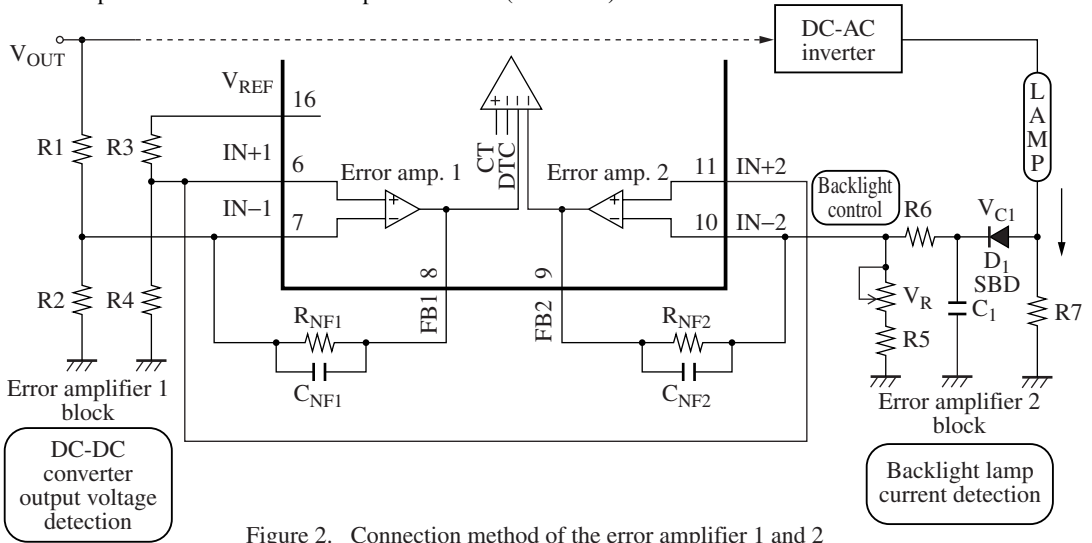 DC-AC
inverter
V_OUT
V_REF
16
L
A
M
P
R1
R3
IN+1
6
Error amp. 1
+
−
+
−
−
−
CT
DTC
Error amp. 2
+
−
11
IN+2
Backlight
control
R6
V_C1
IN−1
7
10
IN−2
D_1
SBD
R2
R4
8
FB1
9
FB2
V_R
C_1
R7
R_NF1
R_NF2
R5
C_NF1
C_NF2
Error amplifier 1
block
Error amplifier 2
block
DC-DC
converter
output voltage
detection
Backlight lamp
current detection
Figure 2. Connection method of the error amplifier 1 and 2